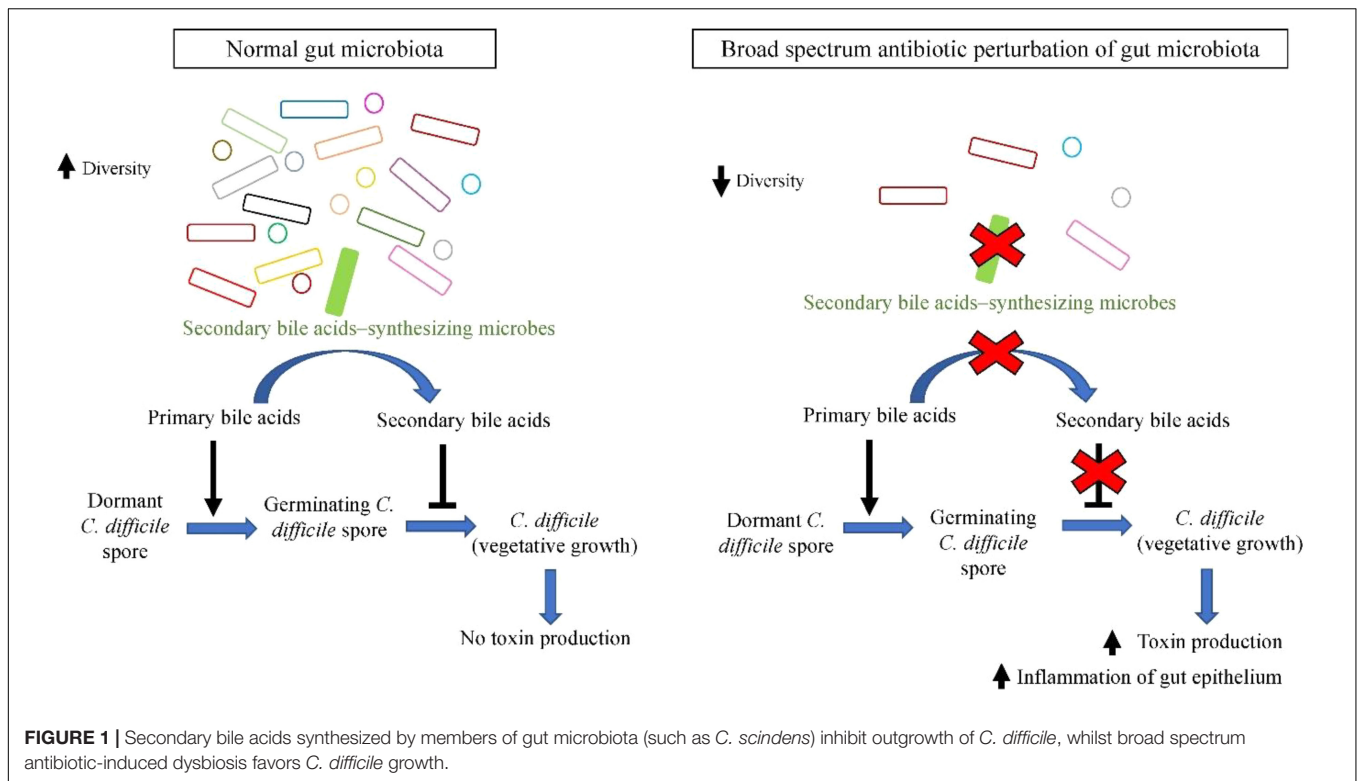 Normal gut microbiota
Diversity
Secondary bile acids–synthesizing microbes
Primary bile acids
Secondary bile acids
Dormant
C. difficile
spore
Germinating C.
difficile spore
C. difficile
(vegetative growth)
No toxin production
Broad spectrum antibiotic perturbation of gut microbiota
Diversity
Secondary bile acids–synthesizing microbes
Primary bile acids
Secondary bile acids
Dormant C.
difficile spore
Germinating
C. difficile
spore
C. difficile
(vegetative growth)
Toxin production
Inflammation of gut epithelium
FIGURE 1 | Secondary bile acids synthesized by members of gut microbiota (such as C. scindens) inhibit outgrowth of C. difficile, whilst broad spectrum
antibiotic-induced dysbiosis favors C. difficile growth.